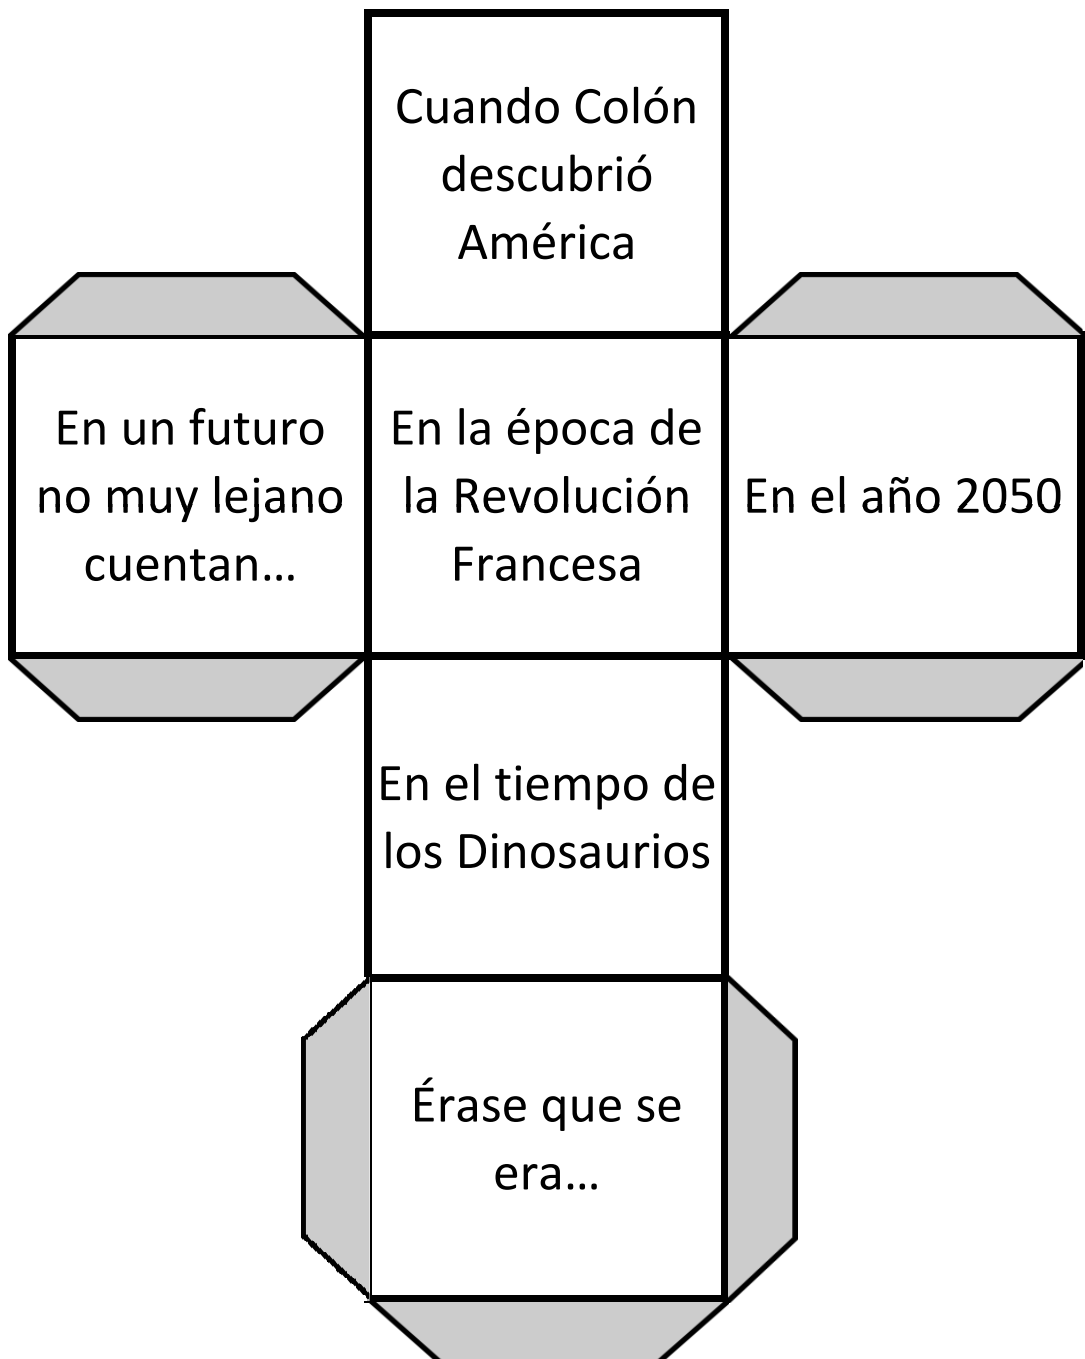 Cuando Colón
descubrió
América
En un futuro
no muy lejano
cuentan...
En la época de
la Revolución
Francesa
En el año 2050
En el tiempo de
los Dinosaurios
Érase que se
era...